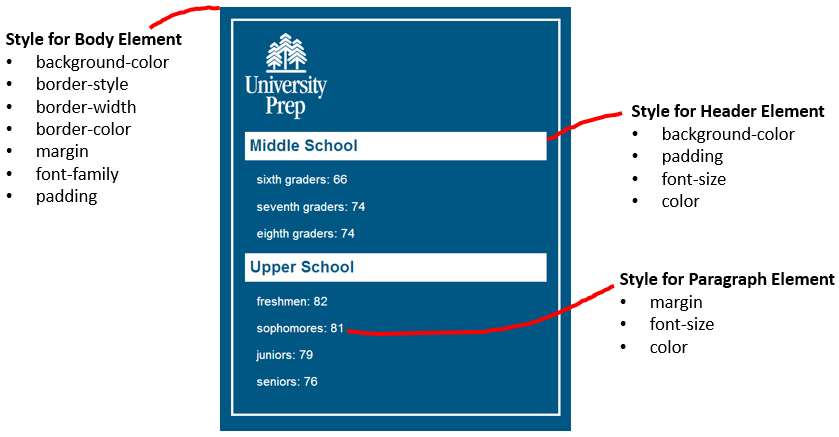 Style for Body Element
• background-color
• border-style
• border-width
• border-color
• margin
• font-family
• padding
University
Prep
Middle School
sixth graders: 66
seventh graders: 74
eighth graders: 74
Upper School
freshmen: 82
sophomores: 81
juniors: 79
seniors: 76
Style for Header Element
• background-color
• padding
• font-size
• color
Style for Paragraph Element
• margin
• font-size
• color